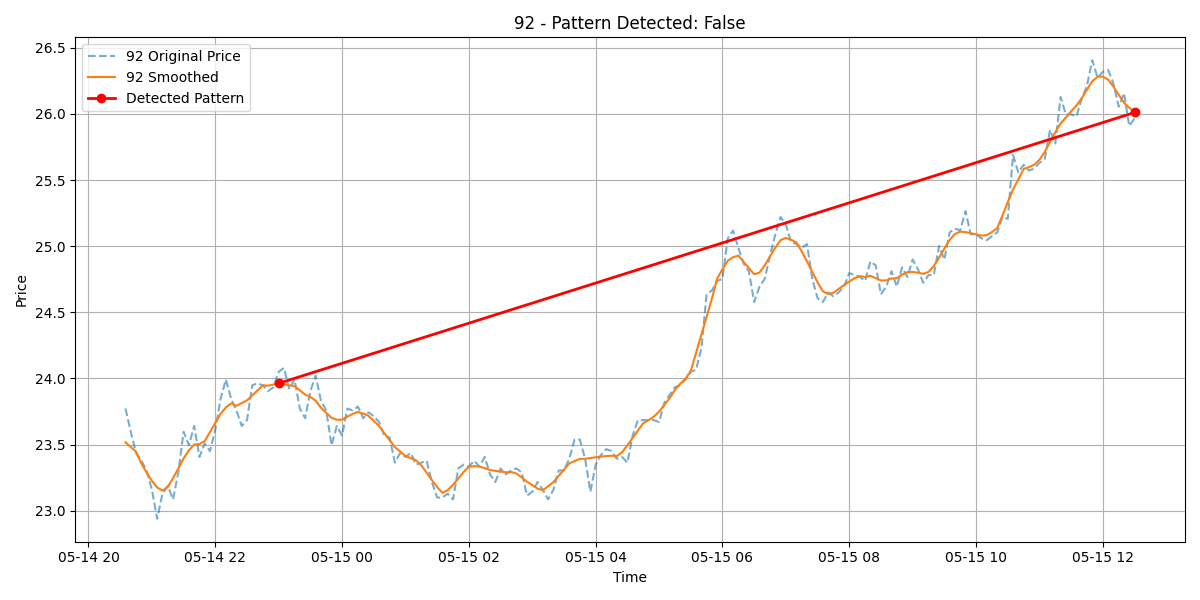 92 - Pattern Detected: False
92 Original Price
92 Smoothed
Detected Pattern
Price
26.5
26.0
25.5
25.0
24.5
24.0
23.5
23.0
05-14 20 05-14 22 05-15 00 05-15 02 05-15 04 05-15 06 05-15 08 05-15 10 05-15 12
Time